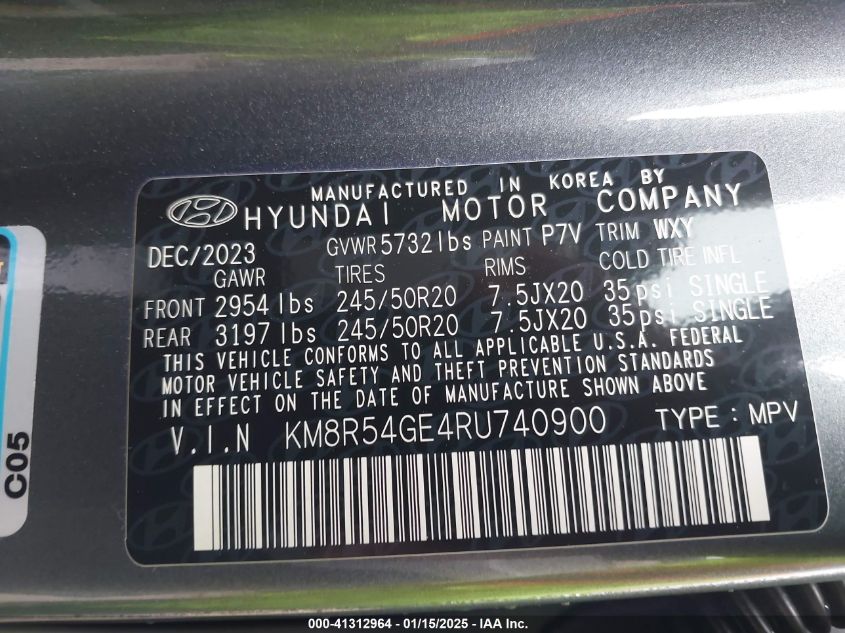 MANUFACTURED IN KOREA BY
HYUNDAI MOTOR COMPANY
DEC/2023 GVWR 5732 lbs PAINT P7V TRIM WXY
GAWR TIRES RIMS COLD TIRE INFL
FRONT 2954 lbs 245/50R20 7.5JX20 35psi SINGLE
REAR 3197 lbs 245/50R20 7.5JX20 35psi SINGLE
THIS VEHICLE CONFORMS TO ALL APPLICABLE U.S.A. FEDERAL
MOTOR VEHICLE SAFETY AND THEFT PREVENTION STANDARDS
IN EFFECT ON THE DATE OF MANUFACTURE SHOWN ABOVE
V.I.N KM8R54GE4RU740900 TYPE : MPV
C05
000-41312964 - 01/15/2025 - IAA Inc.